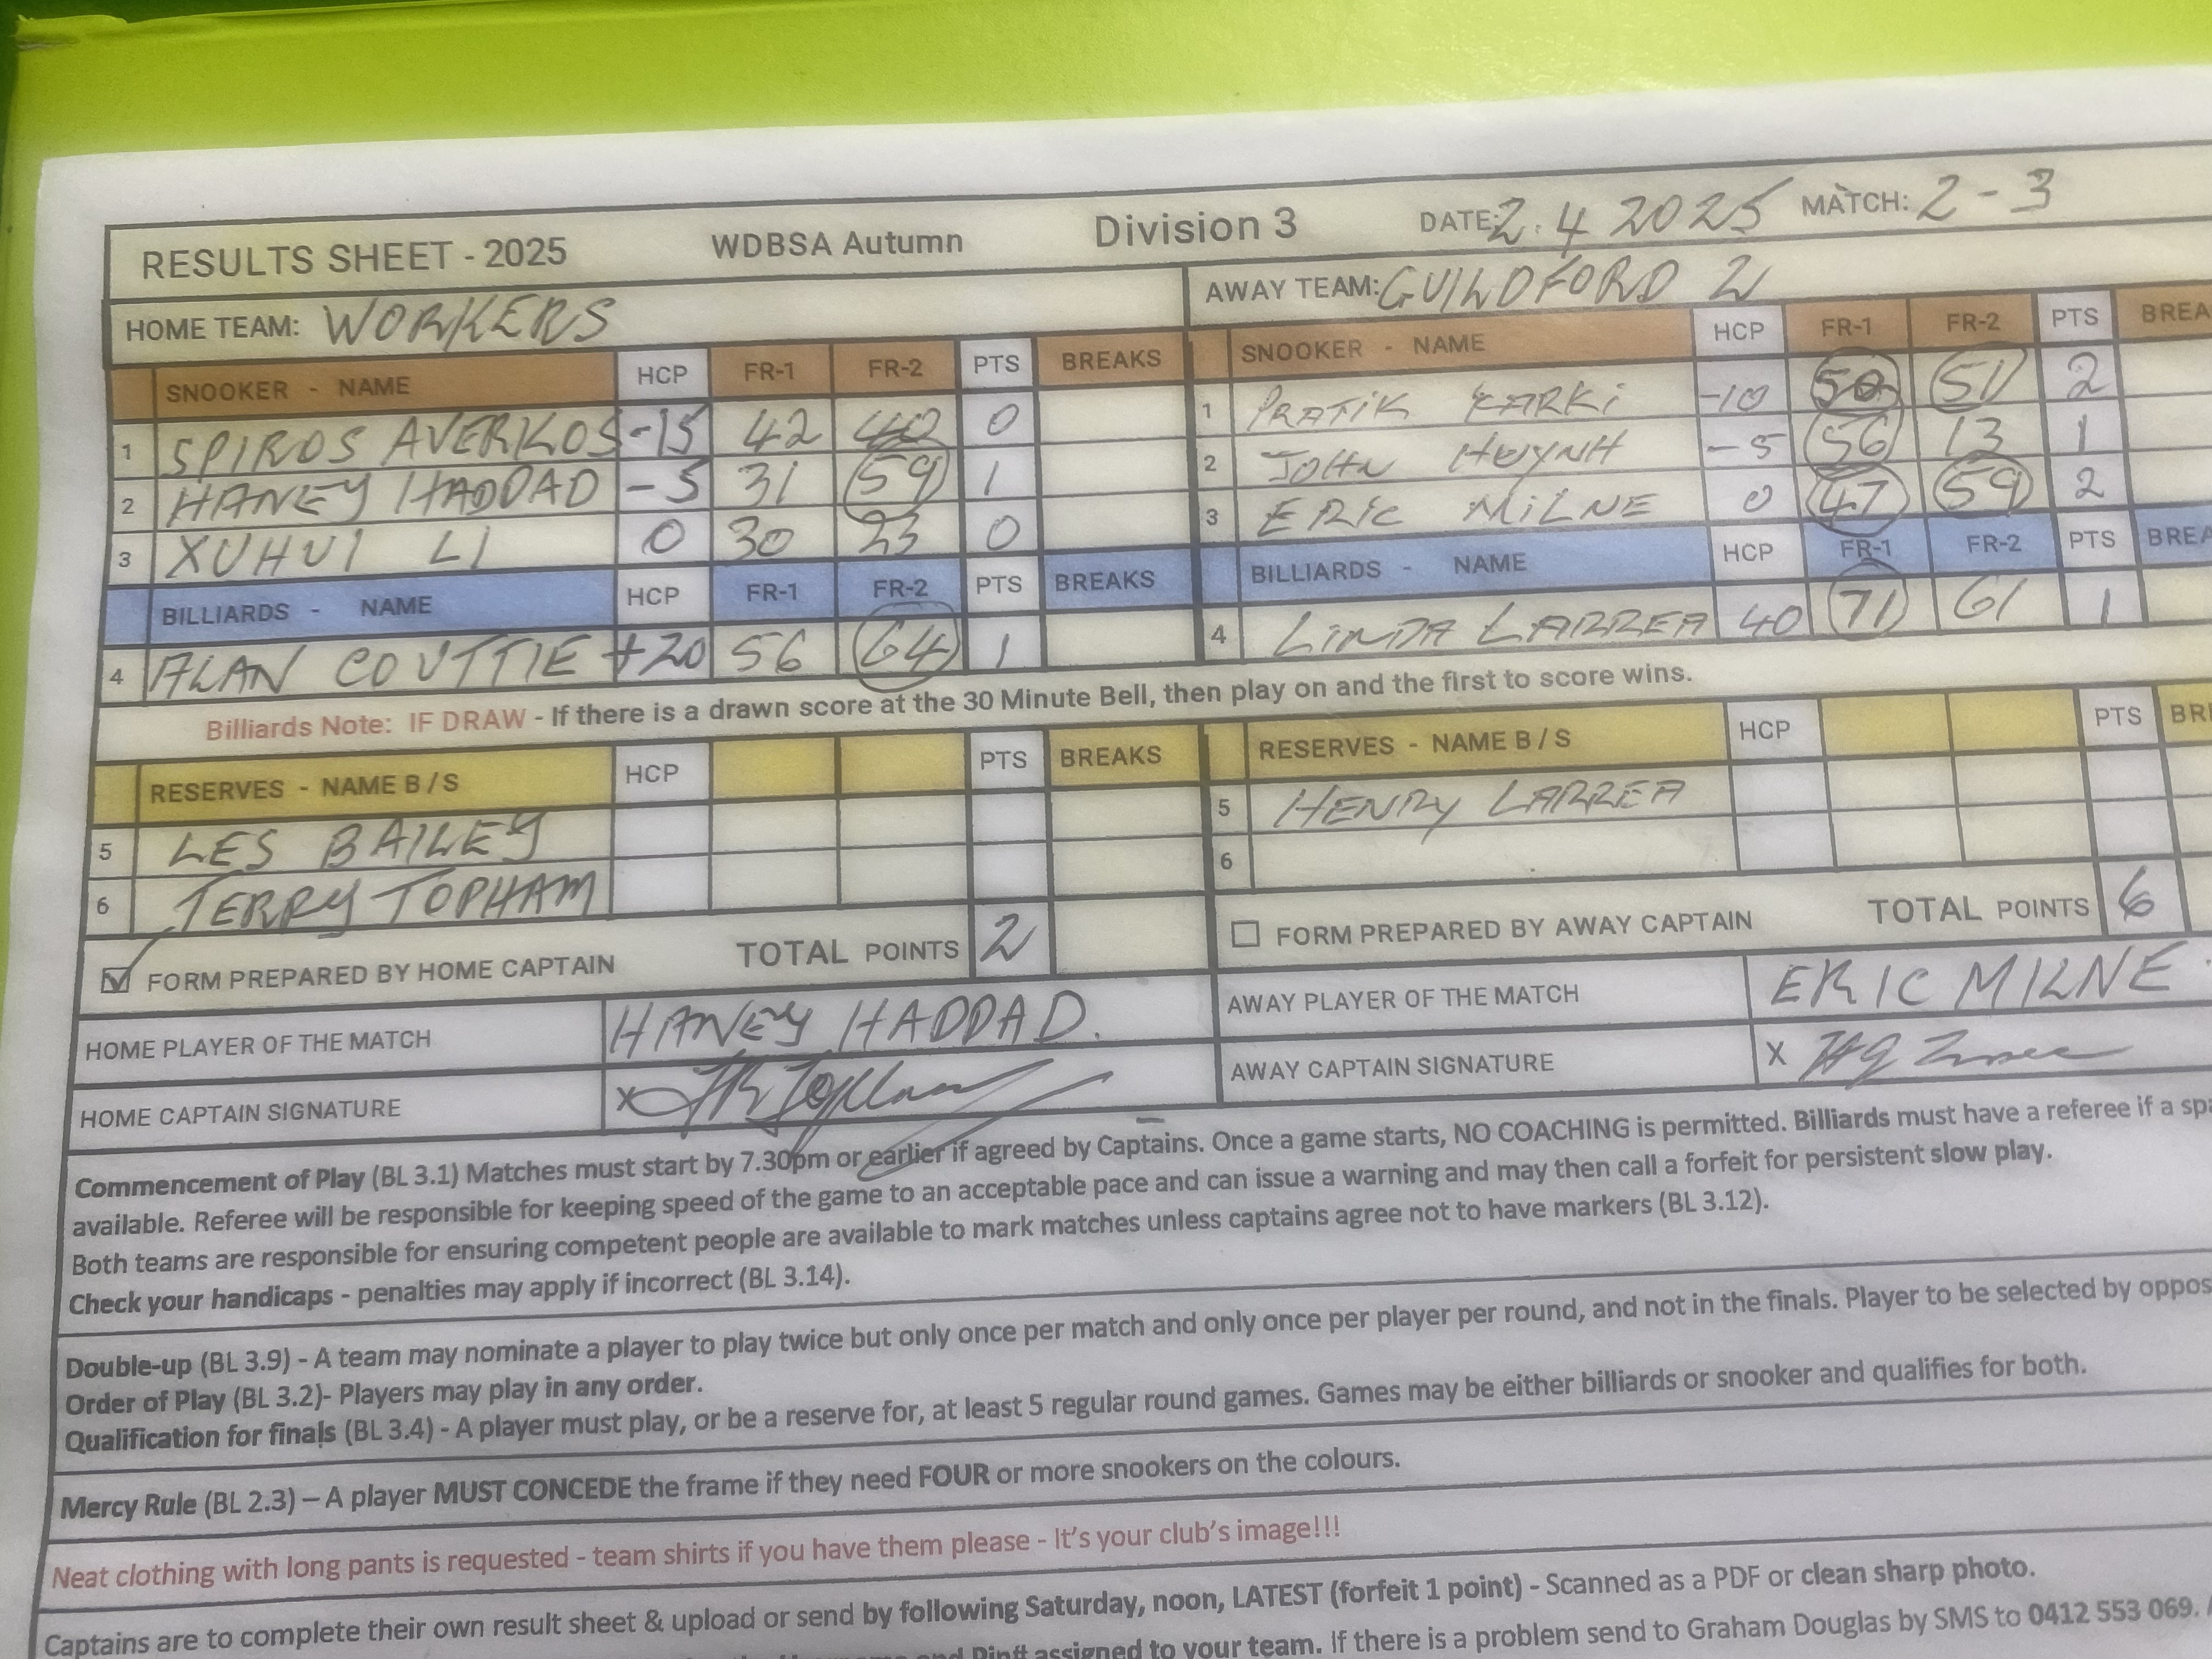 RESULTS SHEET - 2025 WDBSA Autumn Division 3 DATE: 2.4 2025 MATCH: 2-3
HOME TEAM: WORKERS AWAY TEAM: GUILDFORD 2
SNOOKER - NAME HCP FR-1 FR-2 PTS BREAKS SNOOKER - NAME HCP FR-1 FR-2 PTS BREA
1 SPIROS AVERKOS -15 42 40 0 1 PRATIK KARKi -10 50 51 2
2 HANEY HADDAD -5 31 59 1 2 JOHN HUYNH -5 56 13 1
3 XUHUI LI 0 30 23 0 3 ERIC MiLNE 0 47 59 2
BILLIARDS - NAME HCP FR-1 FR-2 PTS BREAKS BILLIARDS - NAME HCP FR-1 FR-2 PTS BREA
4 ALAN COUTTIE +20 56 64 1 4 LINDA LARREA 40 71 61 1
Billiards Note: IF DRAW - If there is a drawn score at the 30 Minute Bell, then play on and the first to score wins.
RESERVES - NAME B / S HCP PTS BREAKS RESERVES - NAME B / S HCP PTS BRE
5 LES BAILEY 5 HENRY LARREA
6 TERRY TOPHAM 6
FORM PREPARED BY HOME CAPTAIN TOTAL POINTS 2 FORM PREPARED BY AWAY CAPTAIN TOTAL POINTS 6
HOME PLAYER OF THE MATCH HANEY HADDAD. AWAY PLAYER OF THE MATCH ERIC MILNE
HOME CAPTAIN SIGNATURE X AWAY CAPTAIN SIGNATURE X
Commencement of Play (BL 3.1) Matches must start by 7.30pm or earlier if agreed by Captains. Once a game starts, NO COACHING is permitted. Billiards must have a referee if a spa
available. Referee will be responsible for keeping speed of the game to an acceptable pace and can issue a warning and may then call a forfeit for persistent slow play.
Both teams are responsible for ensuring competent people are available to mark matches unless captains agree not to have markers (BL 3.12).
Check your handicaps - penalties may apply if incorrect (BL 3.14).
Double-up (BL 3.9) - A team may nominate a player to play twice but only once per match and only once per player per round, and not in the finals. Player to be selected by oppos
Order of Play (BL 3.2)- Players may play in any order.
Qualification for finals (BL 3.4) - A player must play, or be a reserve for, at least 5 regular round games. Games may be either billiards or snooker and qualifies for both.
Mercy Rule (BL 2.3) – A player MUST CONCEDE the frame if they need FOUR or more snookers on the colours.
Neat clothing with long pants is requested - team shirts if you have them please - It's your club's image!!!
Captains are to complete their own result sheet & upload or send by following Saturday, noon, LATEST (forfeit 1 point) - Scanned as a PDF or clean sharp photo.
and Pin# assigned to your team. If there is a problem send to Graham Douglas by SMS to 0412 553 069.